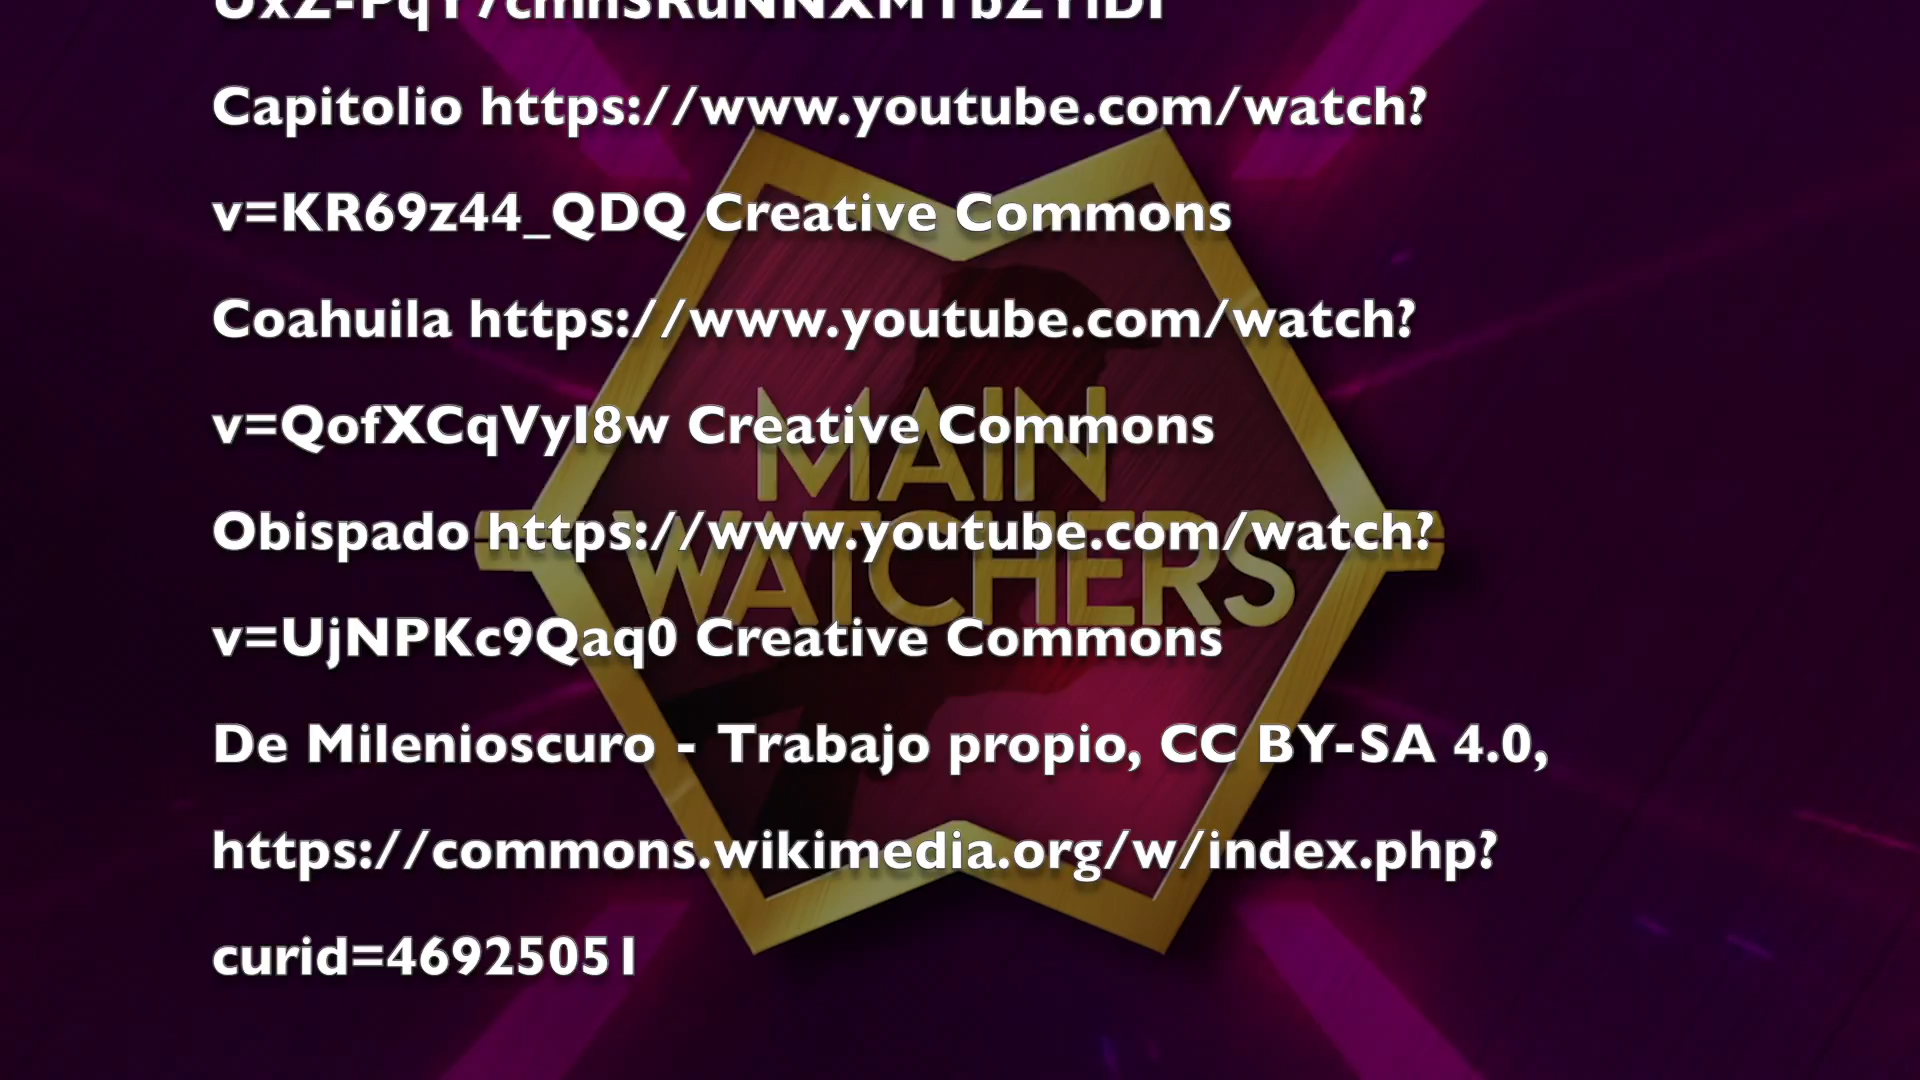 Capitolio https://www.youtube.com/watch?
v=KR69z44_QDQ Creative Commons
Coahuila https://www.youtube.com/watch?
v=QofXCqVyI8w Creative Commons
MAIN
Obispado https://www.youtube.com/watch?
WATCHERS
v=UjNPKc9Qaq0 Creative Commons
De Milenioscuro - Trabajo propio, CC BY-SA 4.0,
https://commons.wikimedia.org/w/index.php?
curid=46925051